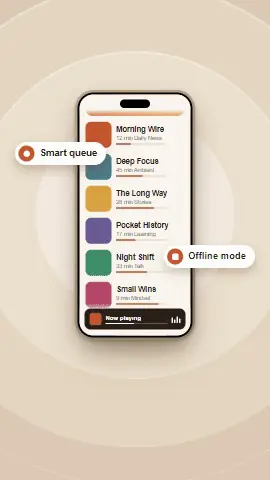 Morning Wire
12 min Daily News
Smart queue
Deep Focus
45 min Ambient
The Long Way
28 min Stories
Pocket History
17 min Learning
Night Shift
33 min Talk
Offline mode
Small Wins
9 min Mindset
Now playing